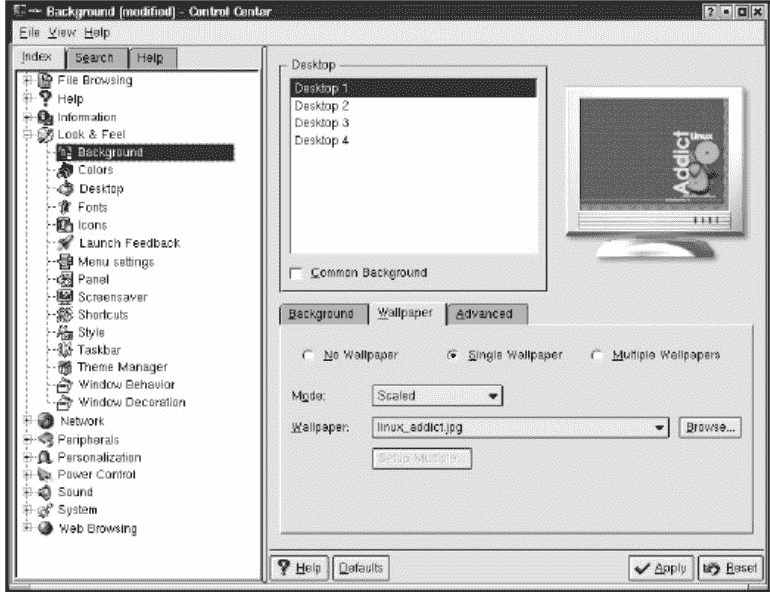 Background [modified] - Control Center
File View Help
Index Search Help
File Browsing
Help
Information
Look & Feel
Background
Colors
Desktop
Fonts
Icons
Launch Feedback
Menu settings
Panel
Screensaver
Shortcuts
Style
Taskbar
Theme Manager
Window Behavior
Window Decoration
Network
Peripherals
Personalization
Power Control
Sound
System
Web Browsing
Desktop
Desktop 1
Desktop 2
Desktop 3
Desktop 4
Common Background
linux
Addict
Background Wallpaper Advanced
No Wallpaper Single Wallpaper Multiple Wallpapers
Mode: Scaled
Wallpaper: linux_addict.jpg Browse...
Setup Multiple...
Help Defaults Apply Reset